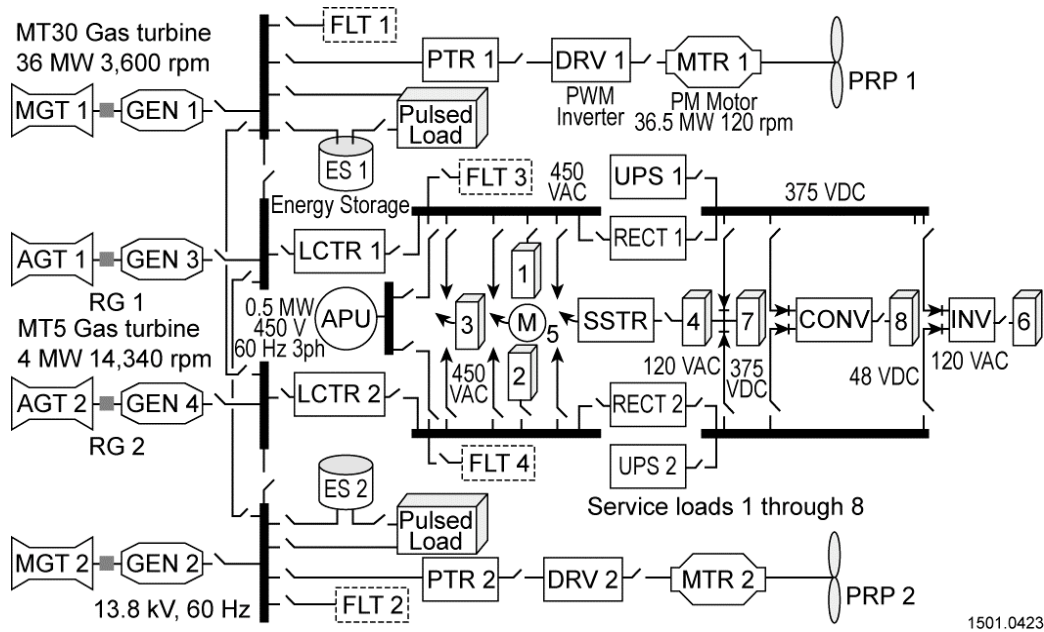 MT30 Gas turbine
36 MW 3,600 rpm
MGT 1
GEN 1
FLT 1
PTR 1
DRV 1
MTR 1
PRP 1
PWM
Inverter
PM Motor
36.5 MW 120 rpm
Pulsed
Load
ES 1
Energy Storage
FLT 3
450
VAC
UPS 1
375 VDC
AGT 1
GEN 3
LCTR 1
RECT 1
RG 1
MT5 Gas turbine
4 MW 14,340 rpm
0.5 MW
450 V
60 Hz 3ph
APU
1
3
M
5
2
SSTR
4
7
CONV
8
INV
6
450
VAC
120 VAC
375
VDC
48 VDC
120 VAC
AGT 2
GEN 4
LCTR 2
RECT 2
RG 2
FLT 4
UPS 2
ES 2
Service loads 1 through 8
Pulsed
Load
MGT 2
GEN 2
PTR 2
DRV 2
MTR 2
PRP 2
13.8 kV, 60 Hz
FLT 2
1501.0423